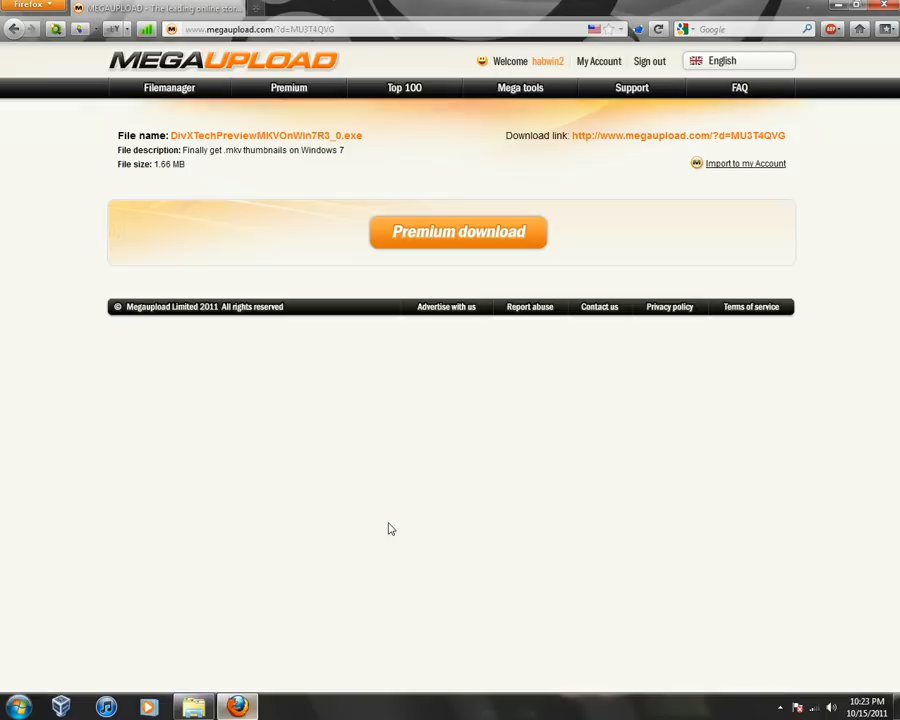 Firefox
MEGAUPLOAD - The leading online stor...
www.megaupload.com/?d=MU3T4QVG
Google
MEGAUPLOAD
Welcome habwin2 My Account Sign out English
Filemanager Premium Top 100 Mega tools Support FAQ
File name: DivXTechPreviewMKVOnWin7R3_0.exe
Download link: http://www.megaupload.com/?d=MU3T4QVG
File description: Finally get .mkv thumbnails on Windows 7
File size: 1.66 MB
Import to my Account
Premium download
© Megaupload Limited 2011 All rights reserved Advertise with us Report abuse Contact us Privacy policy Terms of service
10:23 PM
10/15/2011